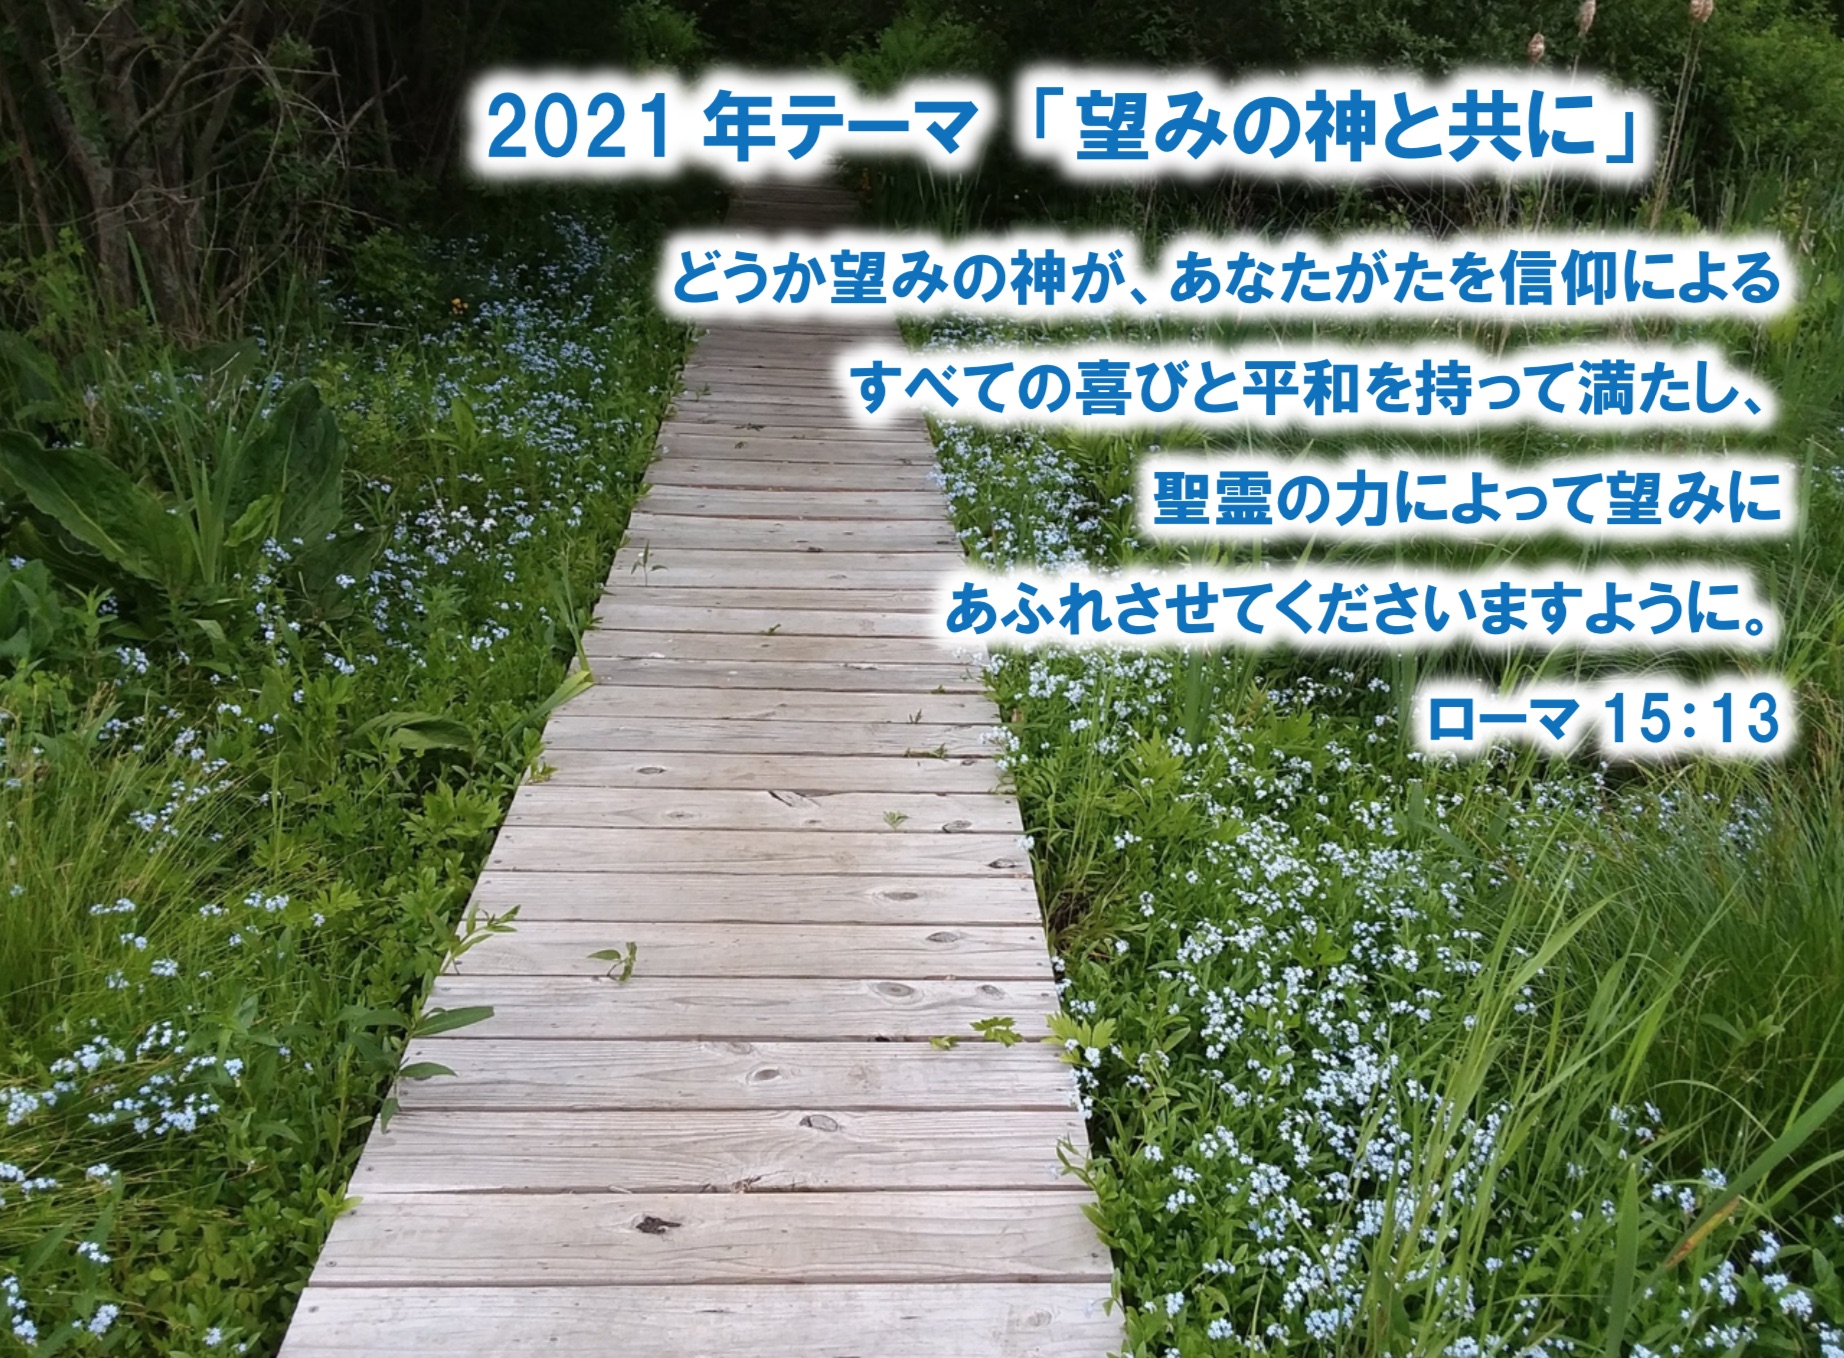 2021年テーマ「望みの神と共に」
どうか望みの神が、あなたがたを信仰による
すべての喜びと平和を持って満たし、
聖霊の力によって望みに
あふれさせてくださいますように。
ローマ 15:13